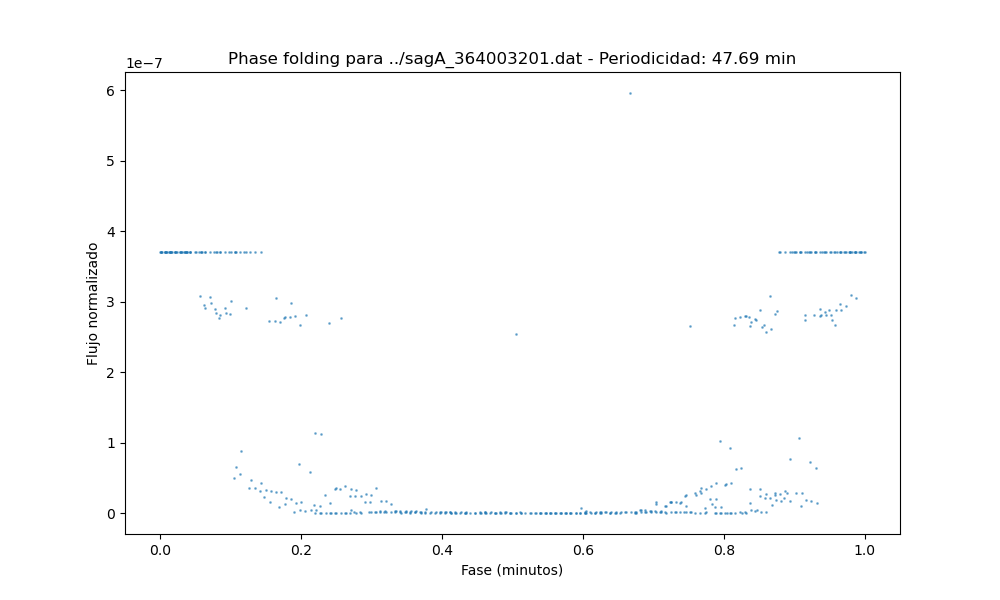 Phase folding para ../sagA_364003201.dat - Periodicidad: 47.69 min
1e−7
6
5
4
3
2
1
0
Flujo normalizado
0.0 0.2 0.4 0.6 0.8 1.0
Fase (minutos)